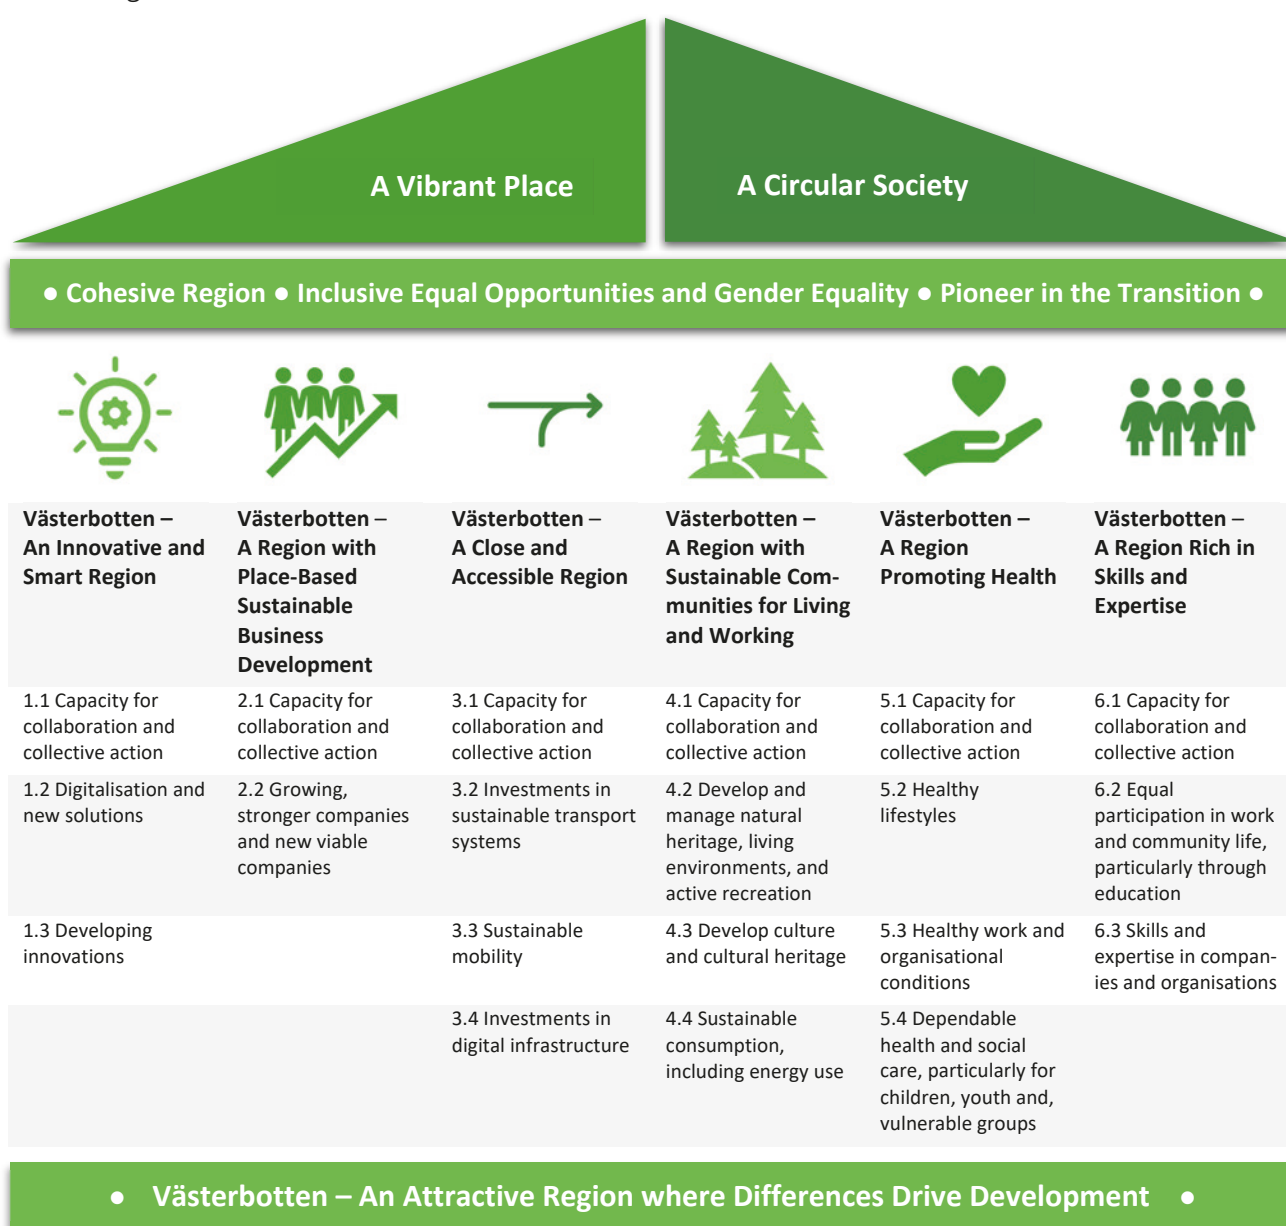 A Vibrant Place
A Circular Society
● Cohesive Region ● Inclusive Equal Opportunities and Gender Equality ● Pioneer in the Transition ●
Västerbotten –
An Innovative and
Smart Region
Västerbotten –
A Region with
Place-Based
Sustainable
Business
Development
Västerbotten –
A Close and
Accessible Region
Västerbotten –
A Region with
Sustainable Com-
munities for Living
and Working
Västerbotten –
A Region
Promoting Health
Västerbotten –
A Region Rich in
Skills and
Expertise
1.1 Capacity for
collaboration and
collective action
2.1 Capacity for
collaboration and
collective action
3.1 Capacity for
collaboration and
collective action
4.1 Capacity for
collaboration and
collective action
5.1 Capacity for
collaboration and
collective action
6.1 Capacity for
collaboration and
collective action
1.2 Digitalisation and
new solutions
2.2 Growing,
stronger companies
and new viable
companies
3.2 Investments in
sustainable transport
systems
4.2 Develop and
manage natural
heritage, living
environments, and
active recreation
5.2 Healthy
lifestyles
6.2 Equal
participation in work
and community life,
particularly through
education
1.3 Developing
innovations
3.3 Sustainable
mobility
4.3 Develop culture
and cultural heritage
5.3 Healthy work and
organisational
conditions
6.3 Skills and
expertise in compan-
ies and organisations
3.4 Investments in
digital infrastructure
4.4 Sustainable
consumption,
including energy use
5.4 Dependable
health and social
care, particularly for
children, youth and,
vulnerable groups
● Västerbotten – An Attractive Region where Differences Drive Development ●